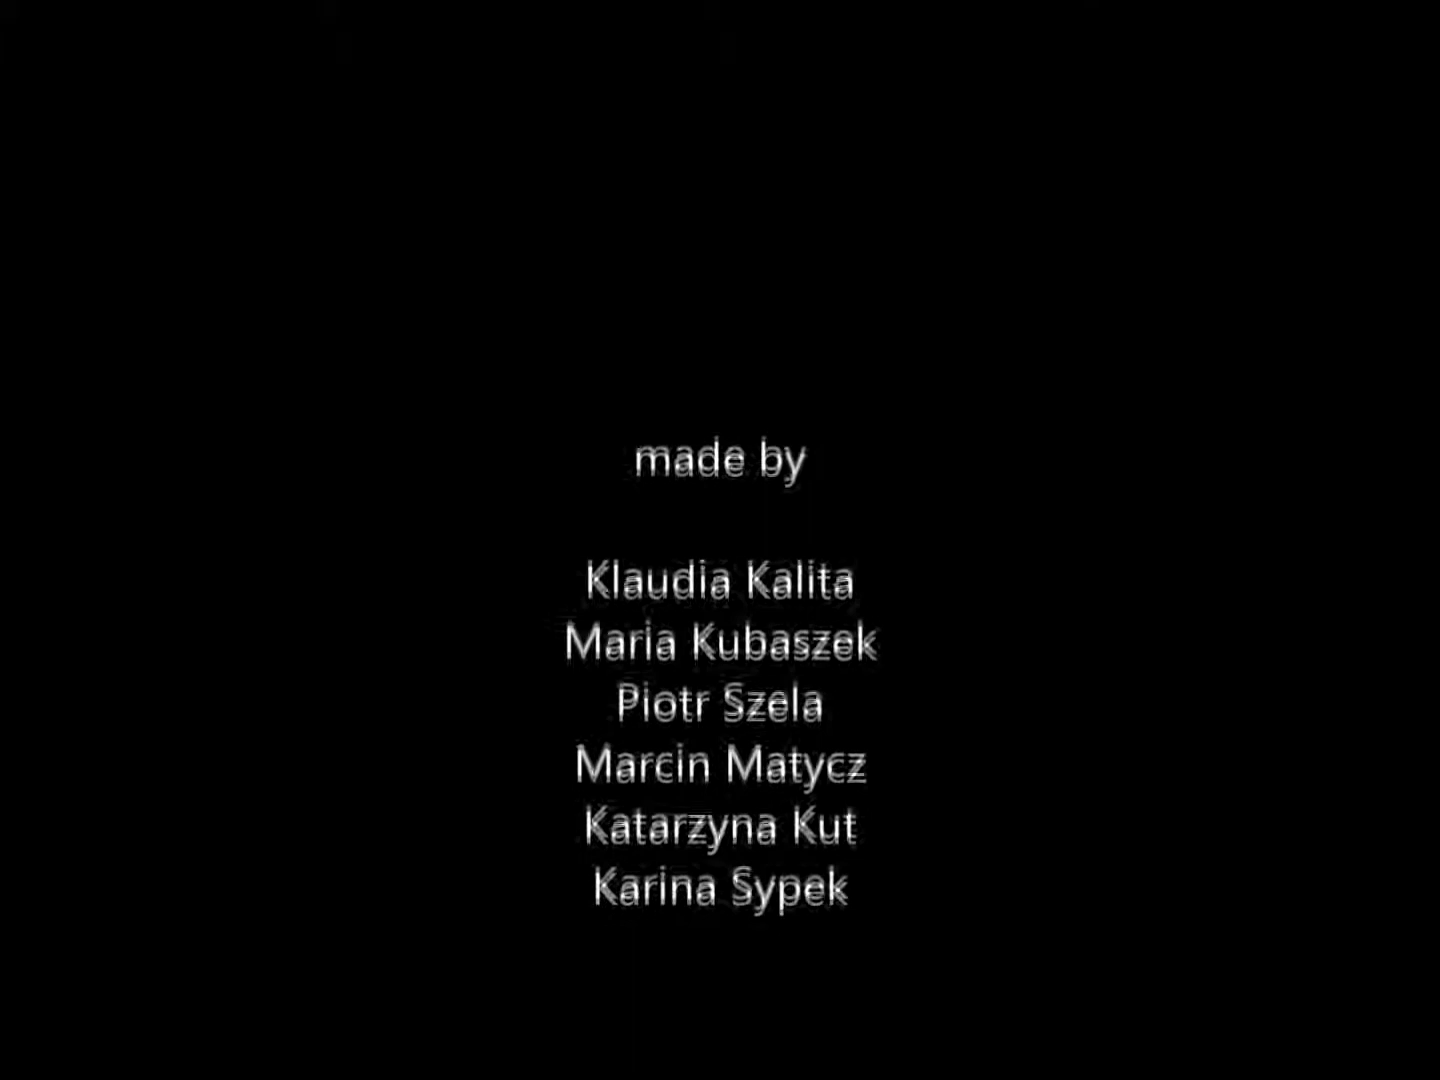 made by
Klaudia Kalita
Maria Kubaszek
Piotr Szela
Marcin Matycz
Katarzyna Kut
Karina Sypek